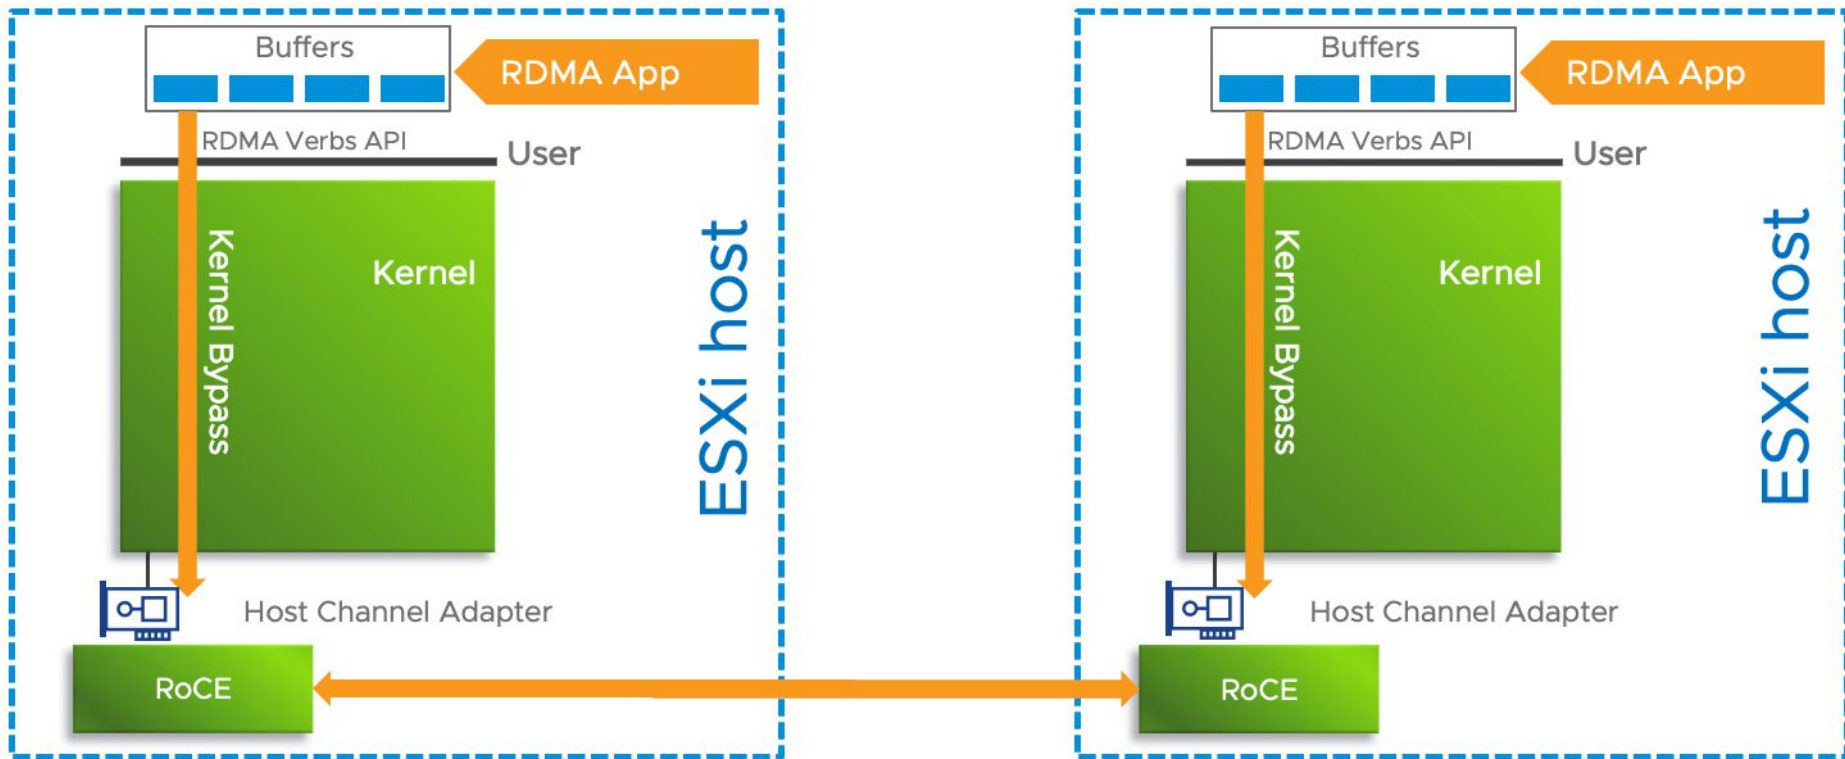 Buffers
RDMA App
RDMA Verbs API
User
Kernel Bypass
Kernel
ESXi host
Host Channel Adapter
RoCE
Buffers
RDMA App
RDMA Verbs API
User
Kernel Bypass
Kernel
ESXi host
Host Channel Adapter
RoCE